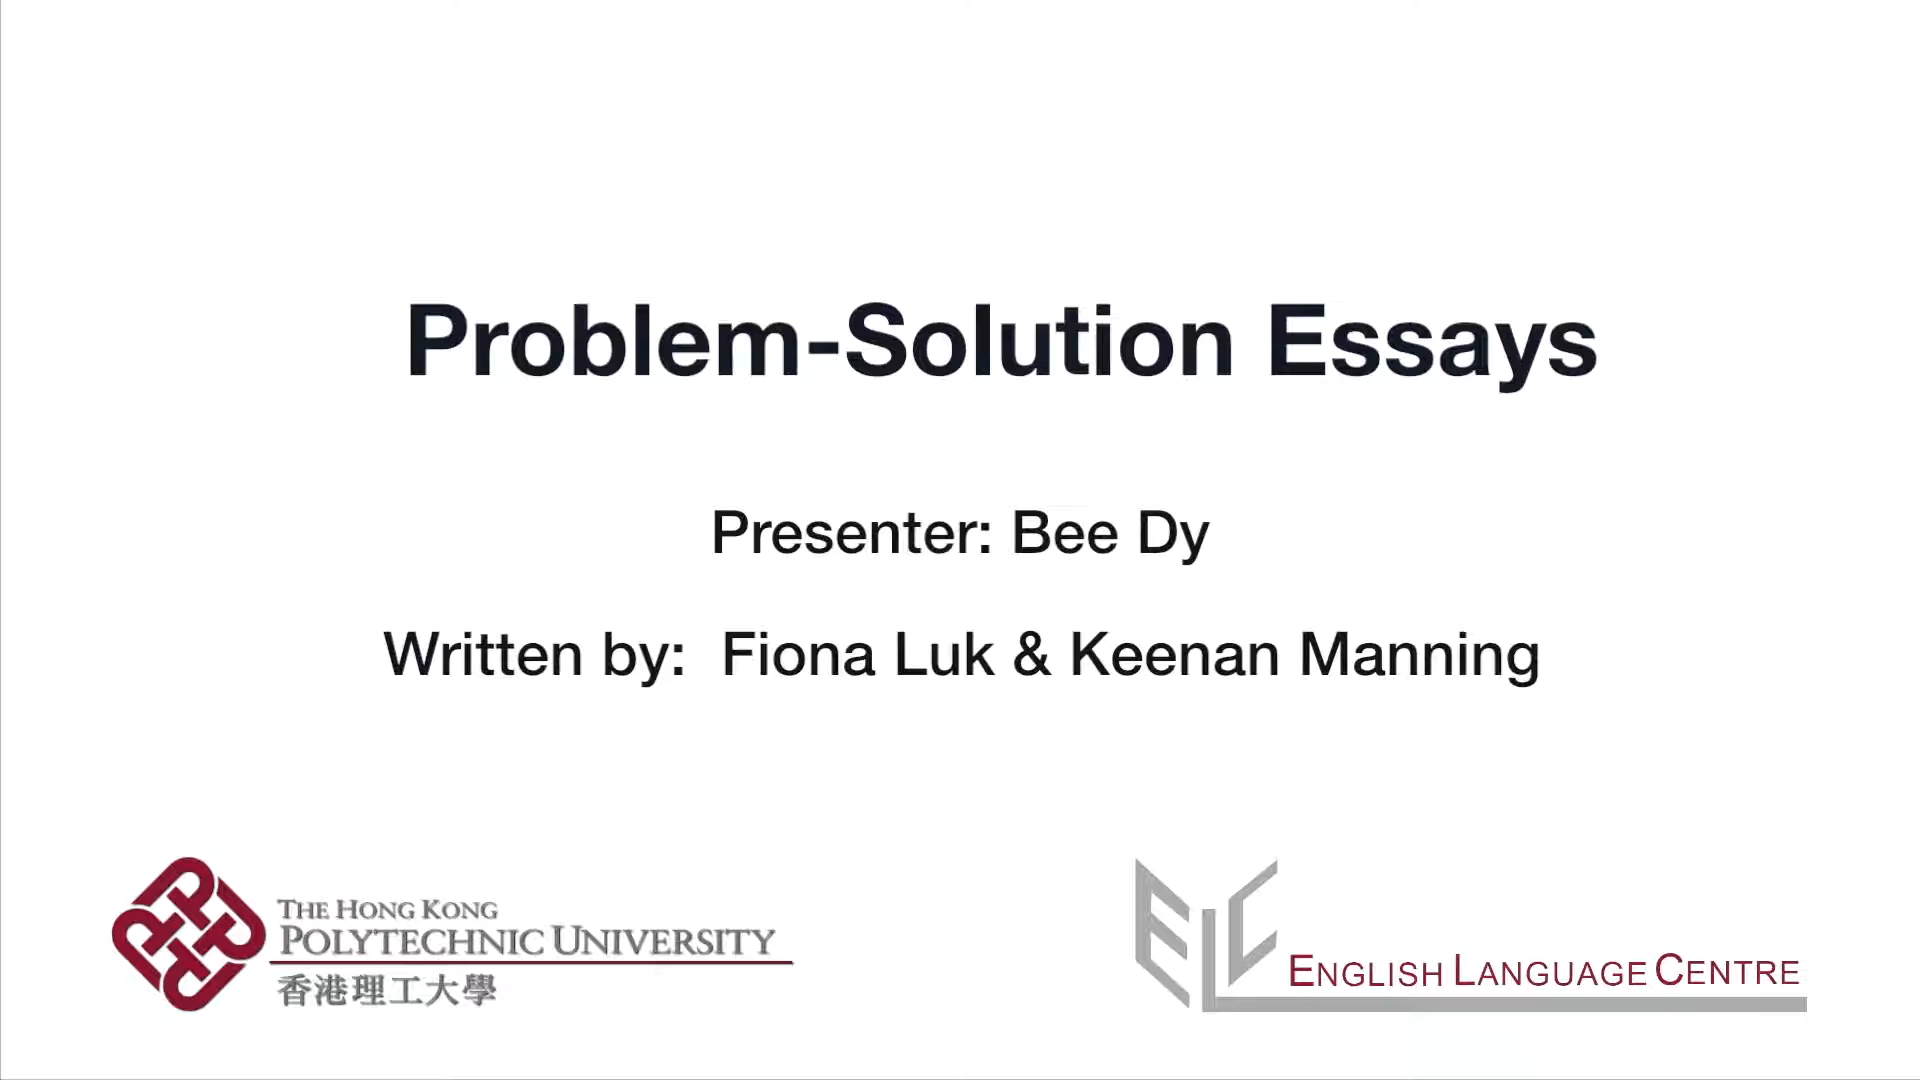 Problem-Solution Essays
Presenter: Bee Dy
Written by: Fiona Luk & Keenan Manning
THE HONG KONG
POLYTECHNIC UNIVERSITY
香港理工大學
ELC
ENGLISH LANGUAGE CENTRE